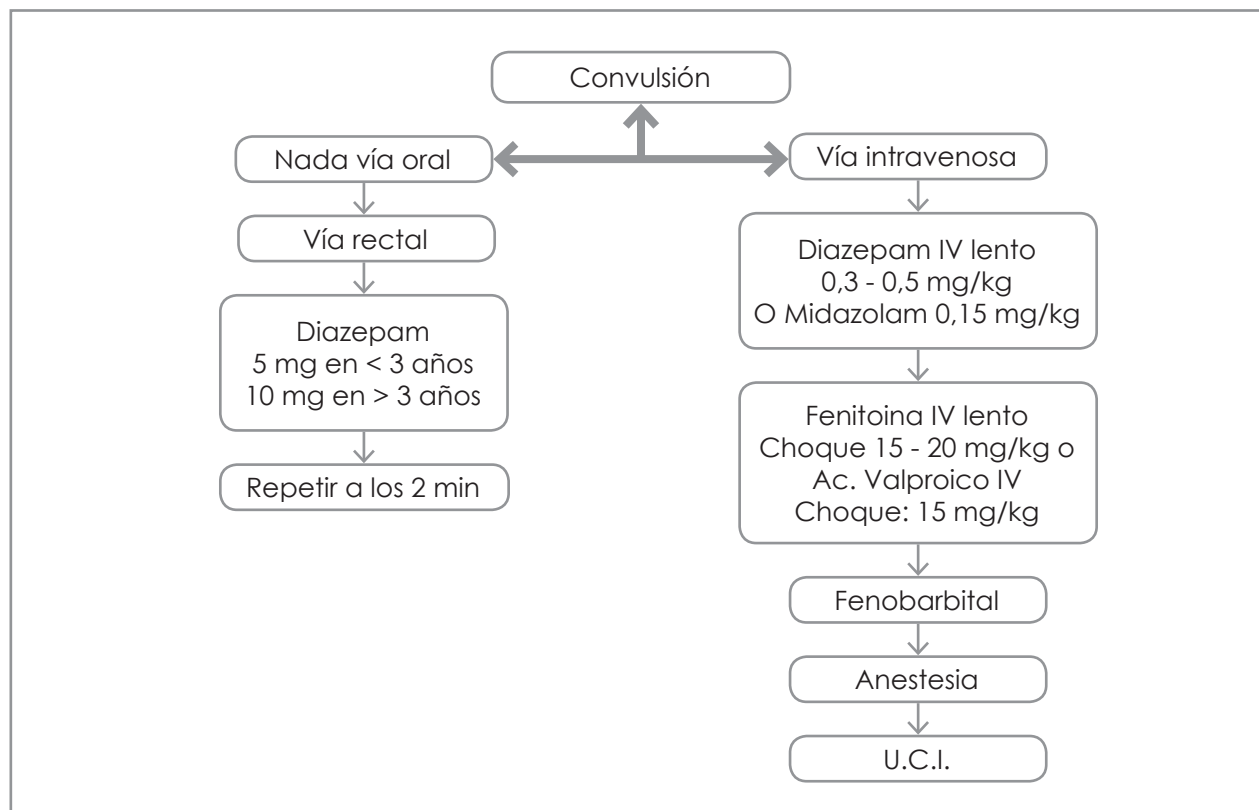 Convulsión
Nada vía oral
Vía rectal
Diazepam
5 mg en < 3 años
10 mg en > 3 años
Repetir a los 2 min
Vía intravenosa
Diazepam IV lento
0,3 - 0,5 mg/kg
O Midazolam 0,15 mg/kg
Fenitoina IV lento
Choque 15 - 20 mg/kg o
Ac. Valproico IV
Choque: 15 mg/kg
Fenobarbital
Anestesia
U.C.I.